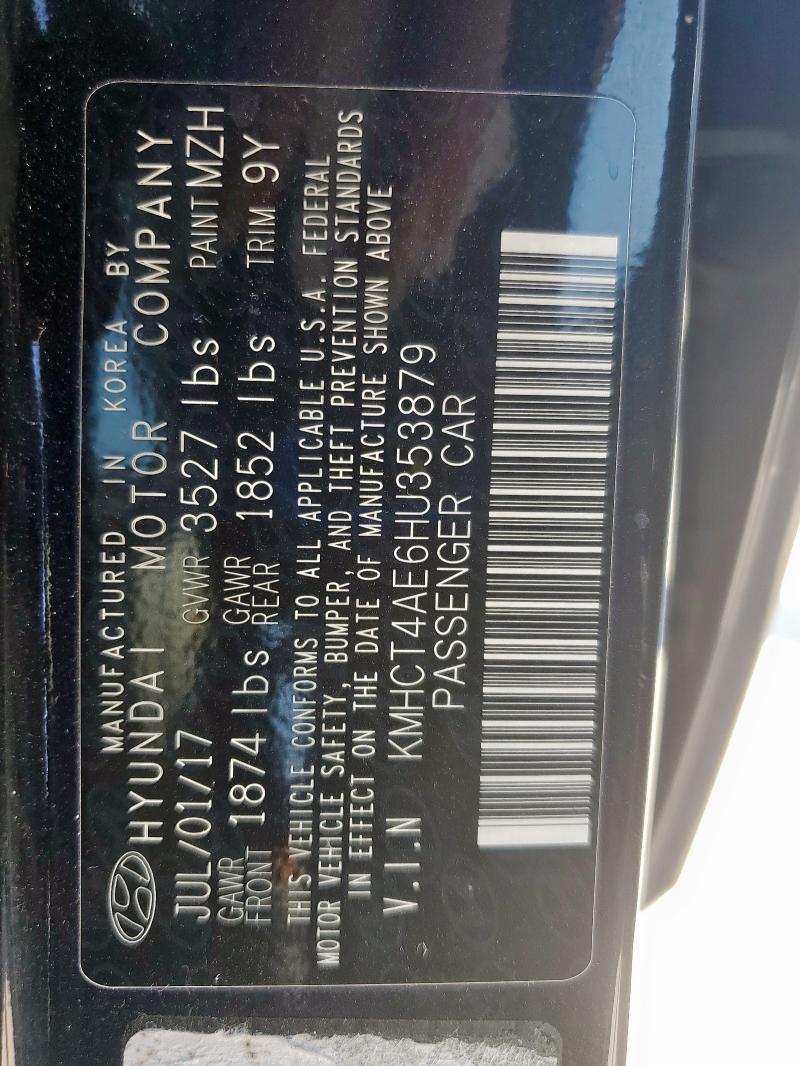 MANUFACTURED IN KOREA BY
HYUNDAI MOTOR COMPANY
JUL/01/17 GVWR 3527 lbs PAINT MZH
GAWR FRONT 1874 lbs GAWR REAR 1852 lbs TRIM 9Y
THIS VEHICLE CONFORMS TO ALL APPLICABLE U.S.A. FEDERAL
MOTOR VEHICLE SAFETY, BUMPER, AND THEFT PREVENTION STANDARDS
IN EFFECT ON THE DATE OF MANUFACTURE SHOWN ABOVE
V.I.N KMHCT4AE6HU353879
PASSENGER CAR